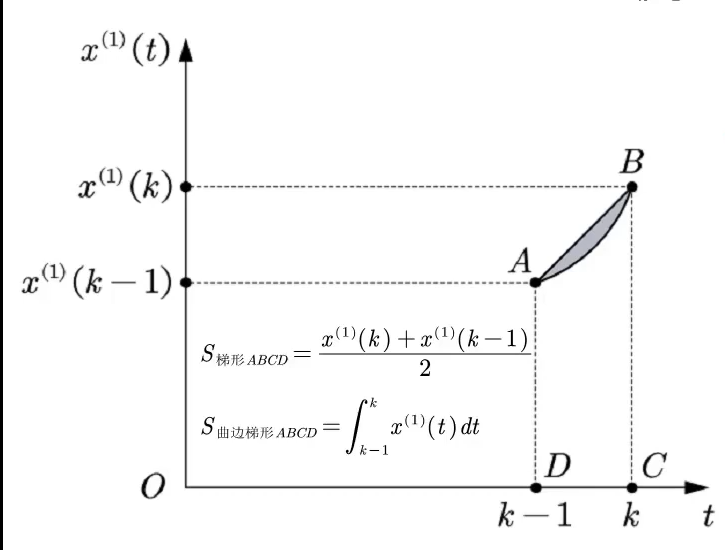 x^{(1)}(t)
B
x^{(1)}(k)
A
x^{(1)}(k−1)
S_{梯形ABCD} = \frac{x^{(1)}(k)+x^{(1)}(k−1)}{2}
S_{曲边梯形ABCD} = \int_{k−1}^{k} x^{(1)}(t)dt
D C
O
k−1 k t